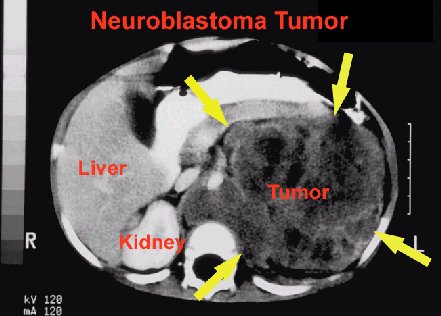 Neuroblastoma Tumor
Liver
Tumor
Kidney
R
L
kV 120
mA 120